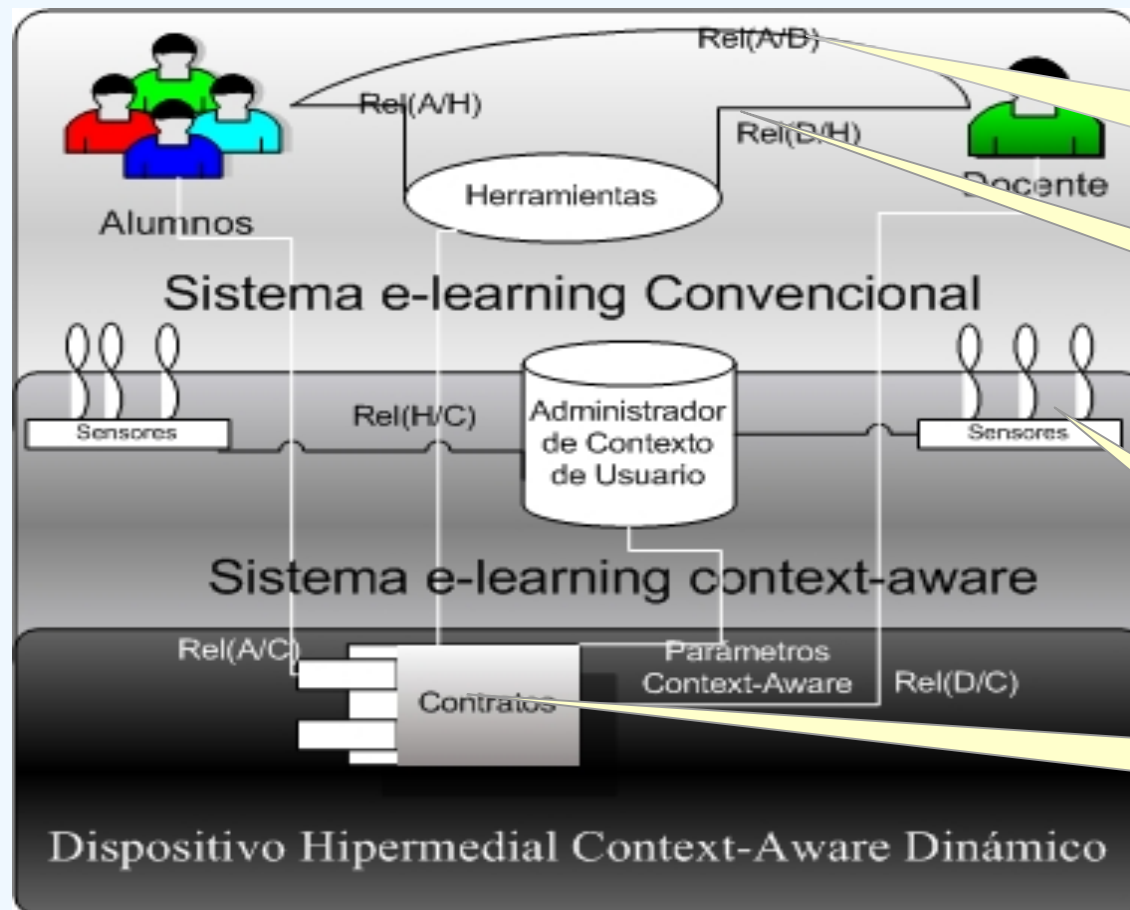 Rel(A/D)
Rel(A/H)
Rel(D/H)
Herramientas
Docente
Alumnos
Sistema e-learning Convencional
Rel(H/C)
Administrador
de Contexto
de Usuario
Sensores
Sensores
Sistema e-learning context-aware
Rel(A/C)
Parámetros
Context-Aware
Rel(D/C)
Contratos
Dispositivo Hipermedial Context-Aware Dinámico